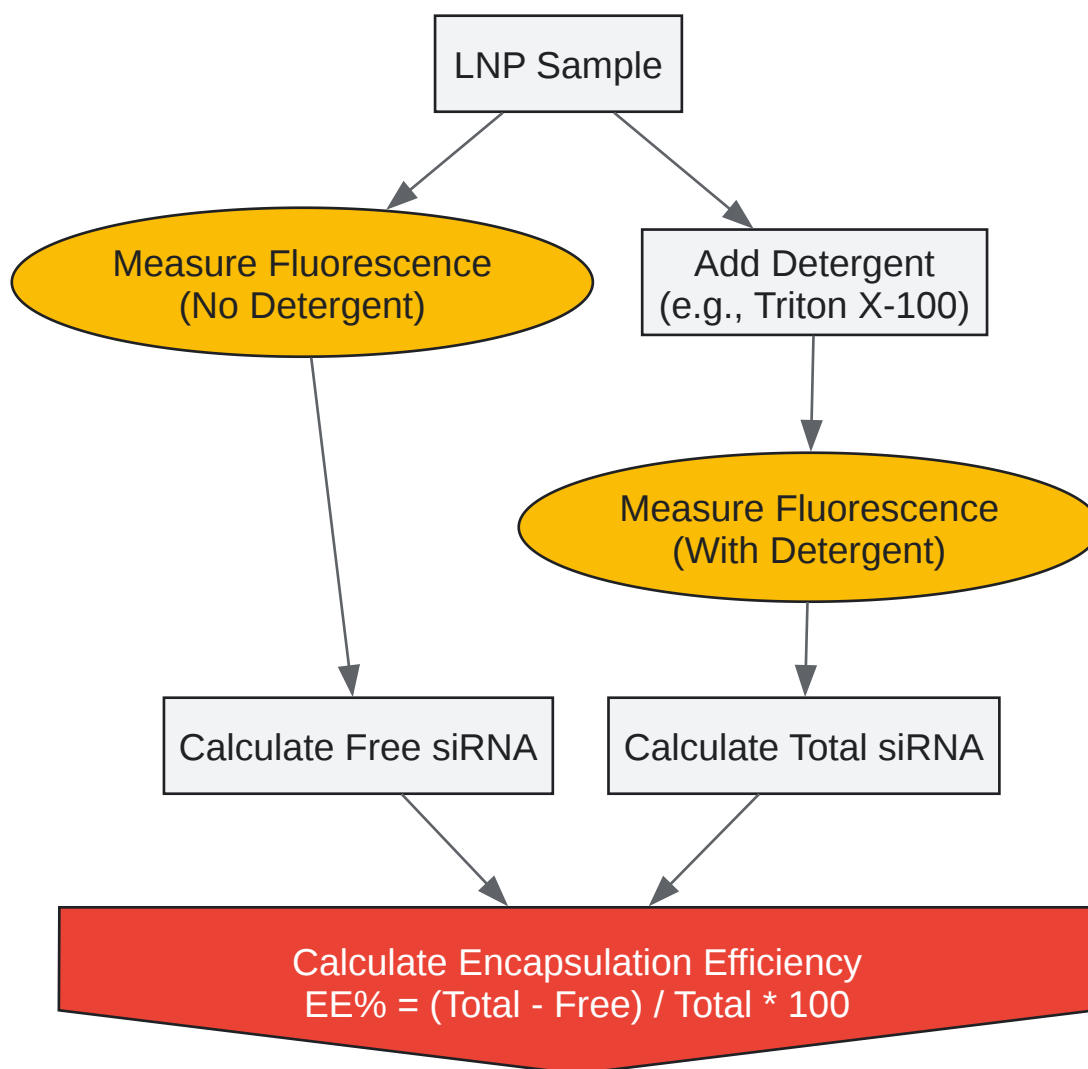 LNP Sample
Measure Fluorescence
(No Detergent)
Add Detergent
(e.g., Triton X-100)
Measure Fluorescence
(With Detergent)
Calculate Free siRNA
Calculate Total siRNA
Calculate Encapsulation Efficiency
EE% = (Total - Free) / Total * 100